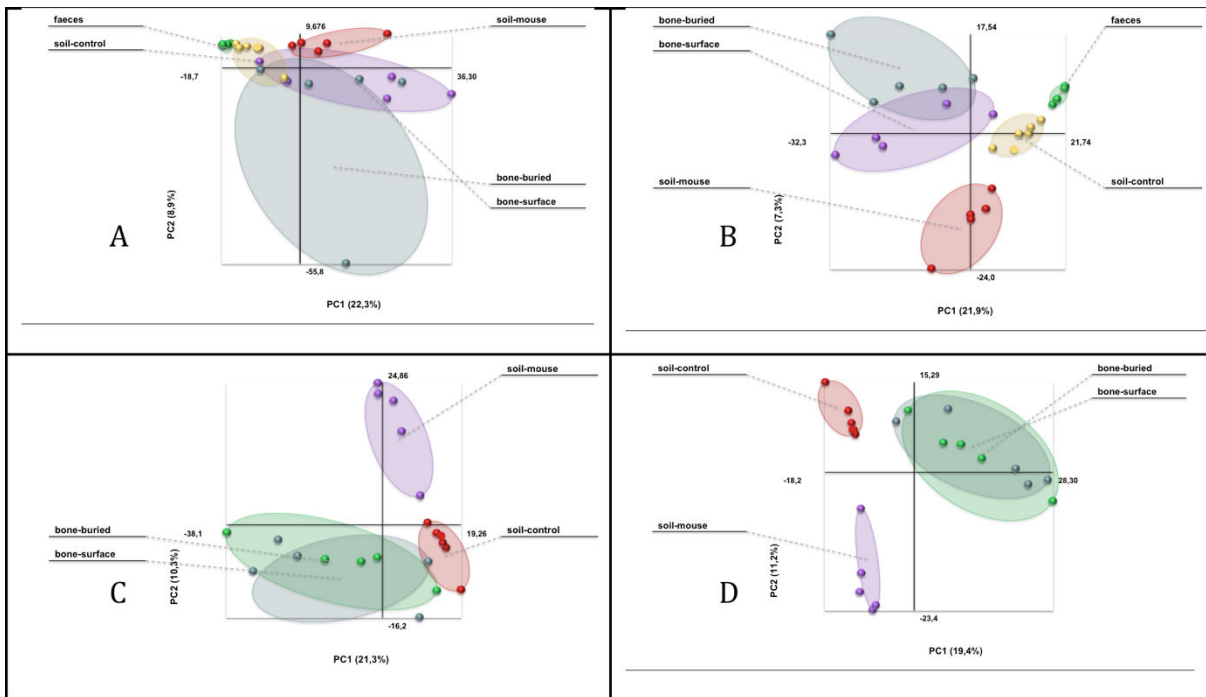 faeces
9,676
soil-mouse
soil-control
-18,7
36,30
bone-buried
bone-surface
PC2 (8,9%)
A
-55,8
PC1 (22,3%)
bone-buried
17,54
faeces
bone-surface
-32,3
21,74
soil-mouse
soil-control
PC2 (7,3%)
B
-24,0
PC1 (21,9%)
24,86
soil-mouse
bone-buried
-38,1
19,26
soil-control
bone-surface
PC2 (10,3%)
C
-16,2
PC1 (21,3%)
soil-control
15,29
bone-buried
bone-surface
-18,2
28,30
soil-mouse
PC2 (11,2%)
D
-23,4
PC1 (19,4%)